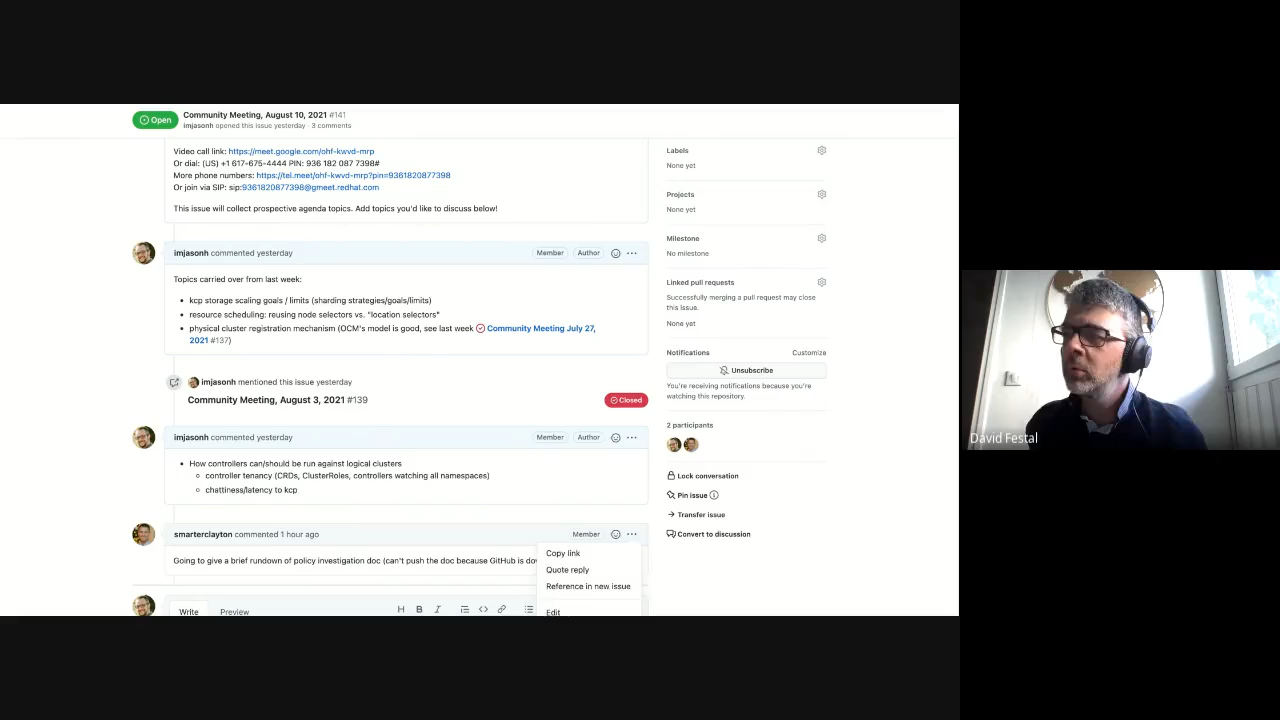 Open
Community Meeting, August 10, 2021 #141
imjasonh opened this issue yesterday · 3 comments
Video call link: https://meet.google.com/ohf-kwvd-mrp
Or dial: (US) +1 617-675-4444 PIN: 936 182 087 7398#
More phone numbers: https://tel.meet/ohf-kwvd-mrp?pin=9361820877398
Or join via SIP: sip:9361820877398@gmeet.redhat.com
This issue will collect prospective agenda topics. Add topics you'd like to discuss below!
imjasonh commented yesterday
Member
Author
Topics carried over from last week:
• kcp storage scaling goals / limits (sharding strategies/goals/limits)
• resource scheduling: reusing node selectors vs. "location selectors"
• physical cluster registration mechanism (OCM's model is good, see last week Community Meeting July 27,
2021 #137)
imjasonh mentioned this issue yesterday
Community Meeting, August 3, 2021 #139
Closed
imjasonh commented yesterday
Member
Author
• How controllers can/should be run against logical clusters
◦ controller tenancy (CRDs, ClusterRoles, controllers watching all namespaces)
◦ chattiness/latency to kcp
smarterclayton commented 1 hour ago
Member
Going to give a brief rundown of policy investigation doc (can't push the doc because GitHub is
Copy link
Quote reply
Reference in new issue
Edit
Write
Preview
H B I
Labels
None yet
Projects
None yet
Milestone
No milestone
Linked pull requests
Successfully merging a pull request may close
this issue.
None yet
Notifications
Customize
Unsubscribe
You're receiving notifications because you're
watching this repository.
2 participants
Lock conversation
Pin issue
Transfer issue
Convert to discussion
David Festal